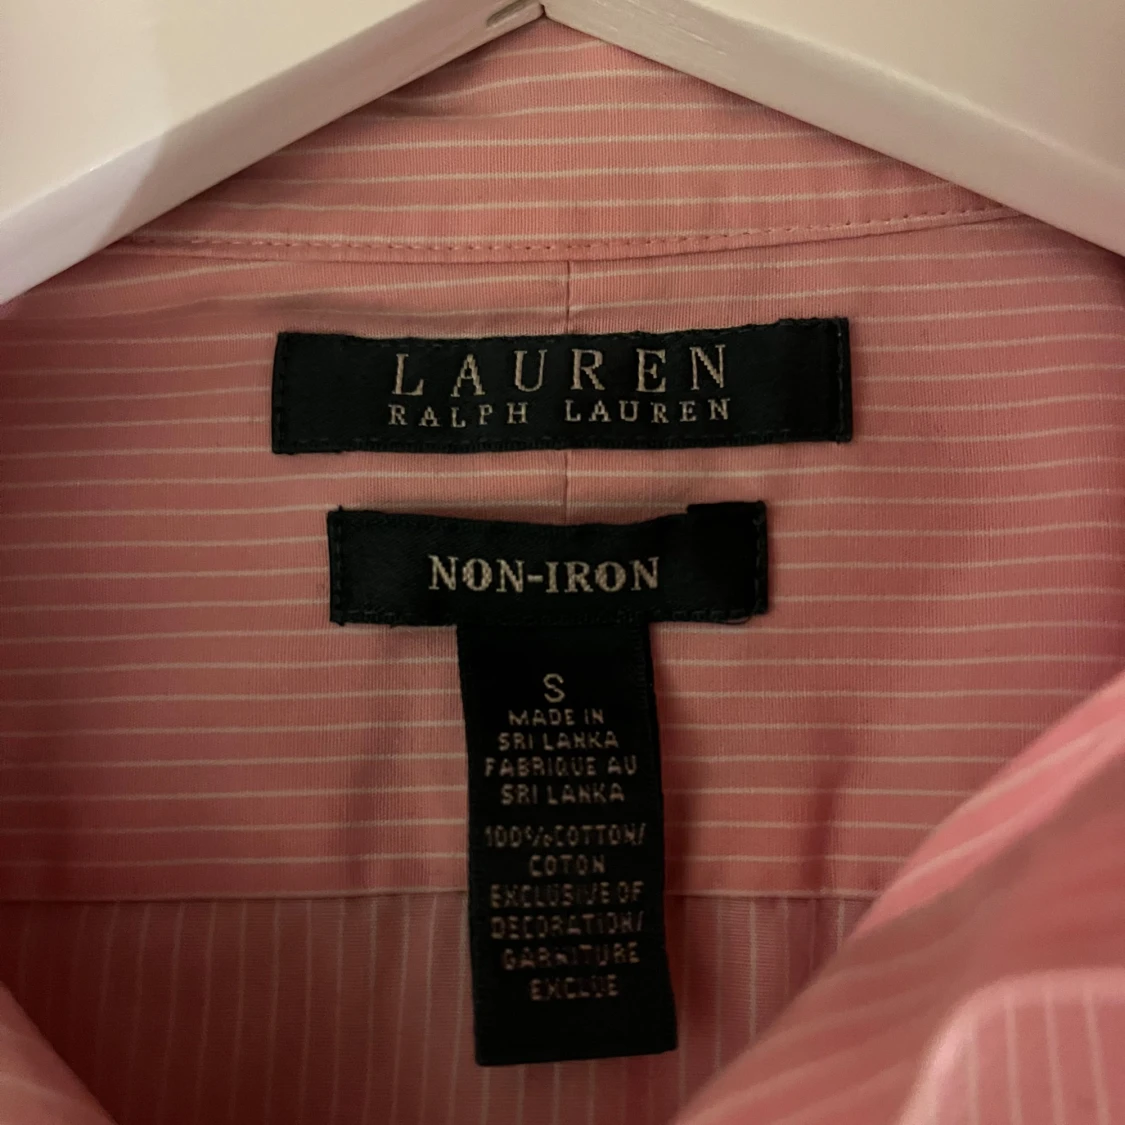 LAUREN
RALPH LAUREN
NON-IRON
S
MADE IN
SRI LANKA
FABRIQUE AU
SRI LANKA
100%COTTON/
COTON
EXCLUSIVE OF
DECORATION/
GARNITURE
EXCLUE